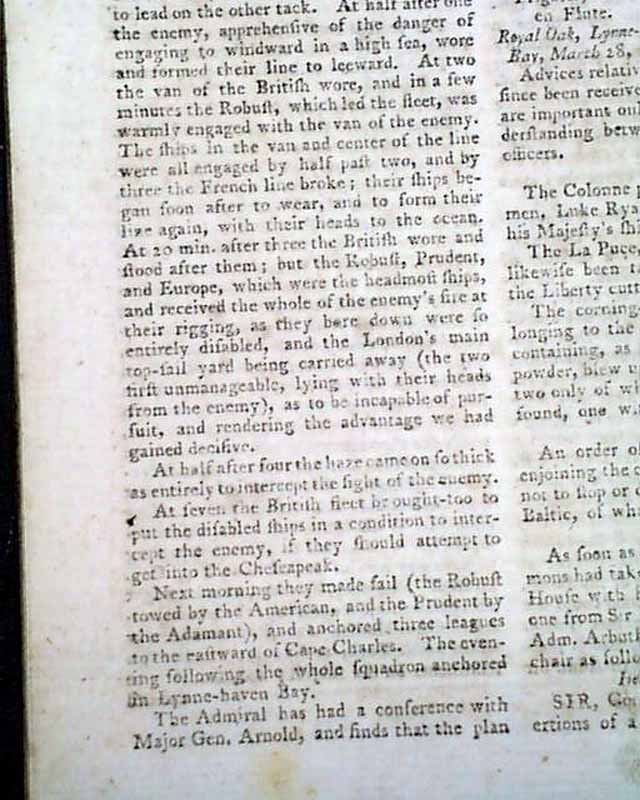 to lead on the other tack. At half after one
the enemy, apprehenſive of the danger of
engaging to windward in a high ſea, wore
and formed their line to leeward. At two
the van of the Britiſh wore, and in a few
minutes the Robuſt, which led the fleet, was
warmly engaged with the van of the enemy.
The ſhips in the van and center of the line
were all engaged by half paſt two, and by
three the French line broke; their ſhips be-
gan ſoon after to wear, and to form their
line again, with their heads to the ocean.
At 20 min. after three the Britiſh wore and
ſtood after them; but the Robuſt, Prudent,
and Europe, which were the headmoſt ſhips,
and received the whole of the enemy's fire at
their rigging, as they bore down were ſo
entirely diſabled, and the London's main
top-ſail yard being carried away (the two
firſt unmanageable, lying with their heads
from the enemy), as to be incapable of pur-
ſuit, and rendering the advantage we had
gained deciſive.
At half after four the haze came on ſo thick
as entirely to intercept the ſight of the enemy.
At ſeven the Britiſh fleet brought-too to
put the diſabled ſhips in a condition to inter-
cept the enemy, if they ſhould attempt to
get into the Cheſeapeak.
Next morning they made ſail (the Robuſt
towed by the American, and the Prudent by
the Adamant), and anchored three leagues
to the eaſtward of Cape Charles. The even-
ing following the whole ſquadron anchored
in Lynne-haven Bay.
The Admiral has had a conference with
Major Gen. Arnold, and finds that the plan
en Flute.
Royal Oak, Lynne-
Bay, March 28,
Advices relati
ſince been receive
are important on
derſtanding betw
officers.
The Colonne
men, Luke Rya
his Majeſty's ſhi
The La Puce,
likewiſe been t
the Liberty cutt
The corning-
longing to the
containing, as
powder, blew u
two only of w
found, one w
An order of
enjoining the
not to ſtop or
Baltic, of wh
As ſoon as
mons had tak
Houſe with
one from Sir
Adm. Arbut
chair as follo
SIR,
ertions of a